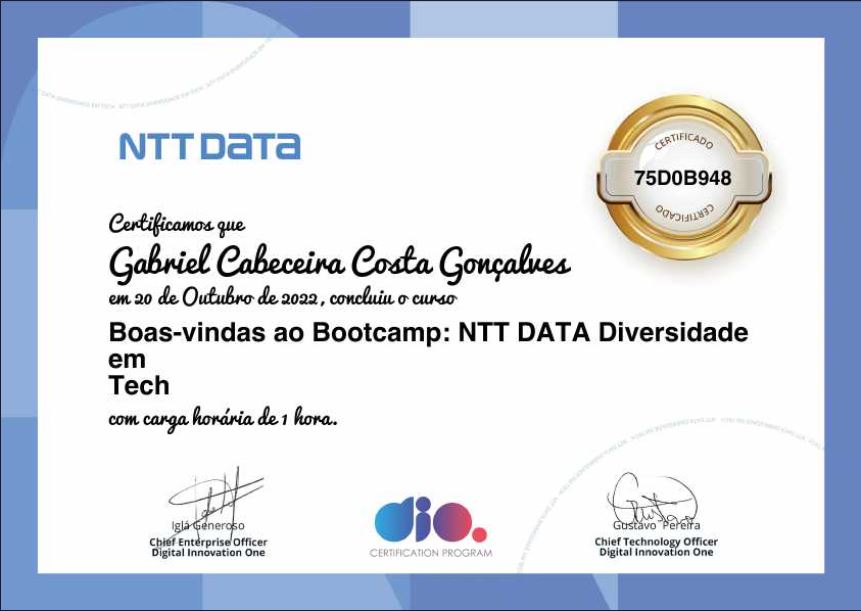 NTT DATA
CERTIFICADO
75D0B948
CERTIFICADO
Certificamos que
Gabriel Cabeceira Costa Gonçalves
em 20 de Outubro de 2022, concluiu o curso
Boas-vindas ao Bootcamp: NTT DATA Diversidade
em
Tech
com carga horária de 1 hora.
Iglá Generoso
Chief Enterprise Officer
Digital Innovation One
dio.
CERTIFICATION PROGRAM
Gustavo Pereira
Chief Technology Officer
Digital Innovation One